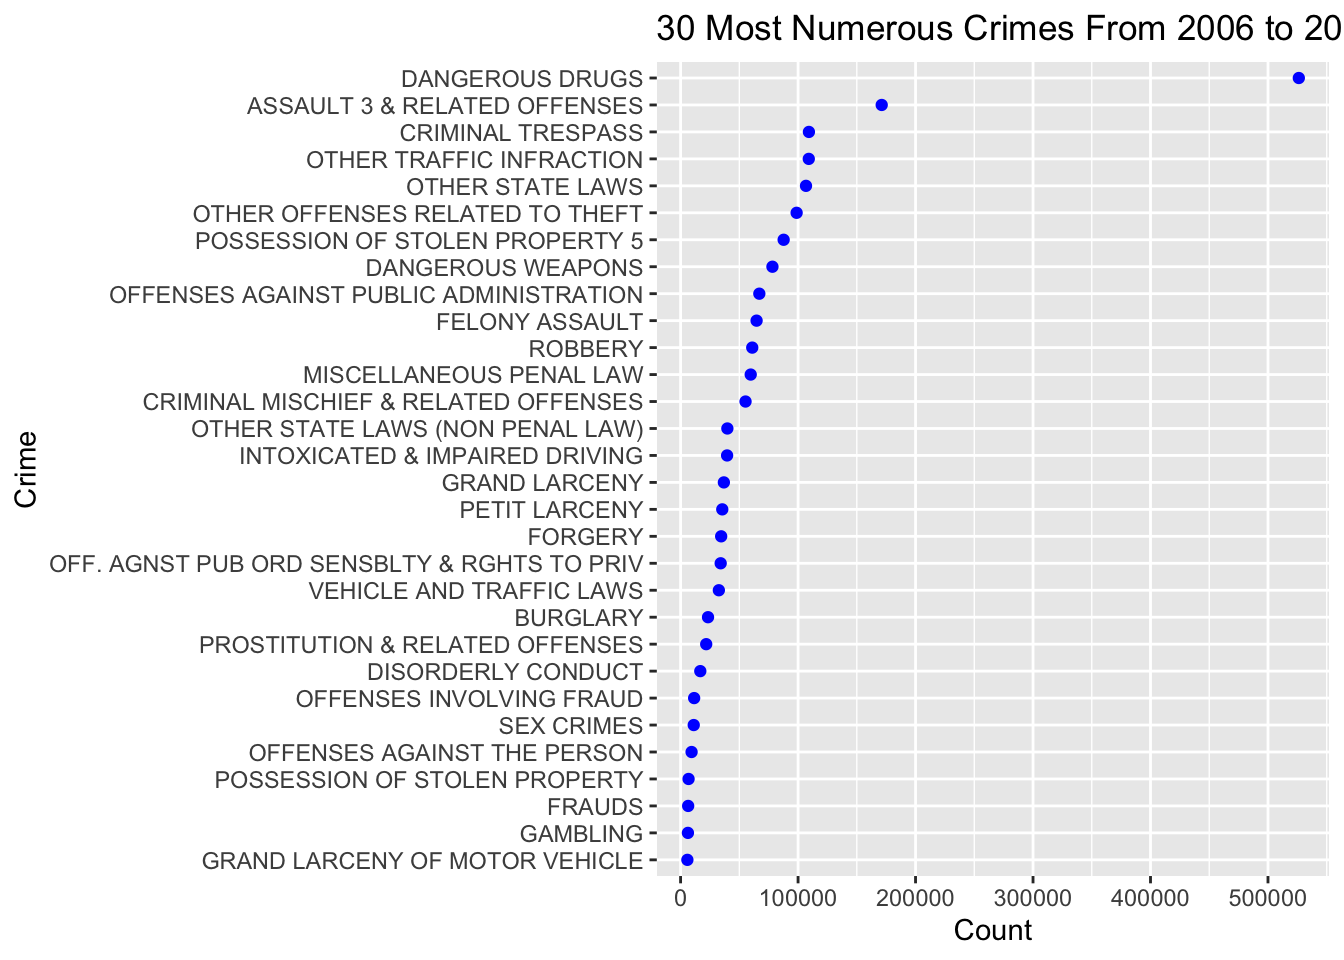 30 Most Numerous Crimes From 2006 to 20
DANGEROUS DRUGS
ASSAULT 3 & RELATED OFFENSES
CRIMINAL TRESPASS
OTHER TRAFFIC INFRACTION
OTHER STATE LAWS
OTHER OFFENSES RELATED TO THEFT
POSSESSION OF STOLEN PROPERTY 5
DANGEROUS WEAPONS
OFFENSES AGAINST PUBLIC ADMINISTRATION
FELONY ASSAULT
ROBBERY
MISCELLANEOUS PENAL LAW
CRIMINAL MISCHIEF & RELATED OFFENSES
OTHER STATE LAWS (NON PENAL LAW)
INTOXICATED & IMPAIRED DRIVING
GRAND LARCENY
PETIT LARCENY
FORGERY
OFF. AGNST PUB ORD SENSBLTY & RGHTS TO PRIV
VEHICLE AND TRAFFIC LAWS
BURGLARY
PROSTITUTION & RELATED OFFENSES
DISORDERLY CONDUCT
OFFENSES INVOLVING FRAUD
SEX CRIMES
OFFENSES AGAINST THE PERSON
POSSESSION OF STOLEN PROPERTY
FRAUDS
GAMBLING
GRAND LARCENY OF MOTOR VEHICLE
Crime
0 100000 200000 300000 400000 500000
Count